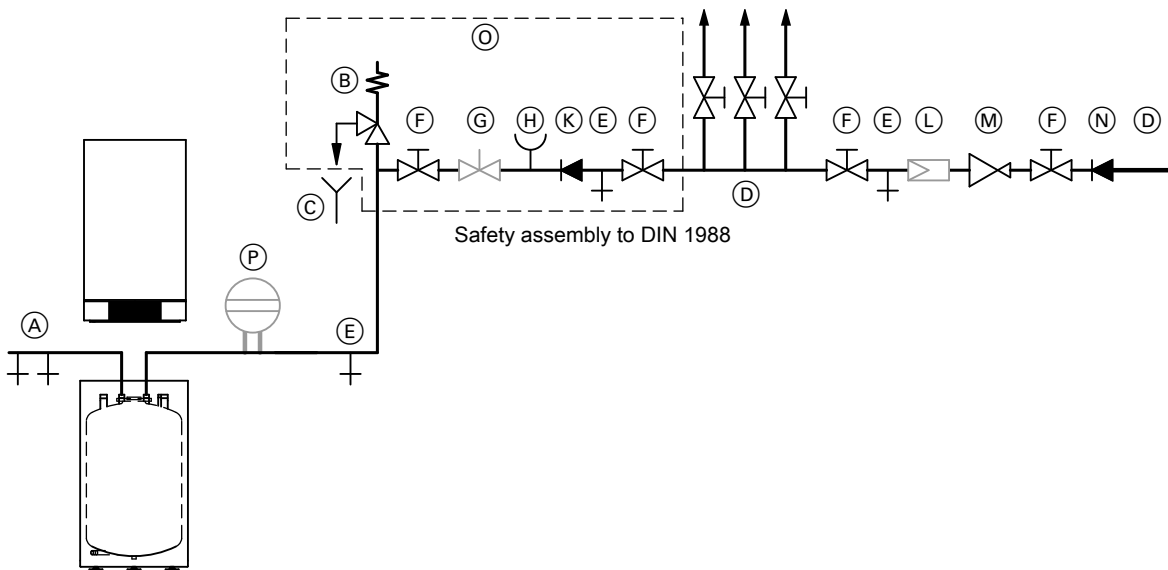 O
B
F G H K E F F E L M F N D
C D
Safety assembly to DIN 1988
P
A E